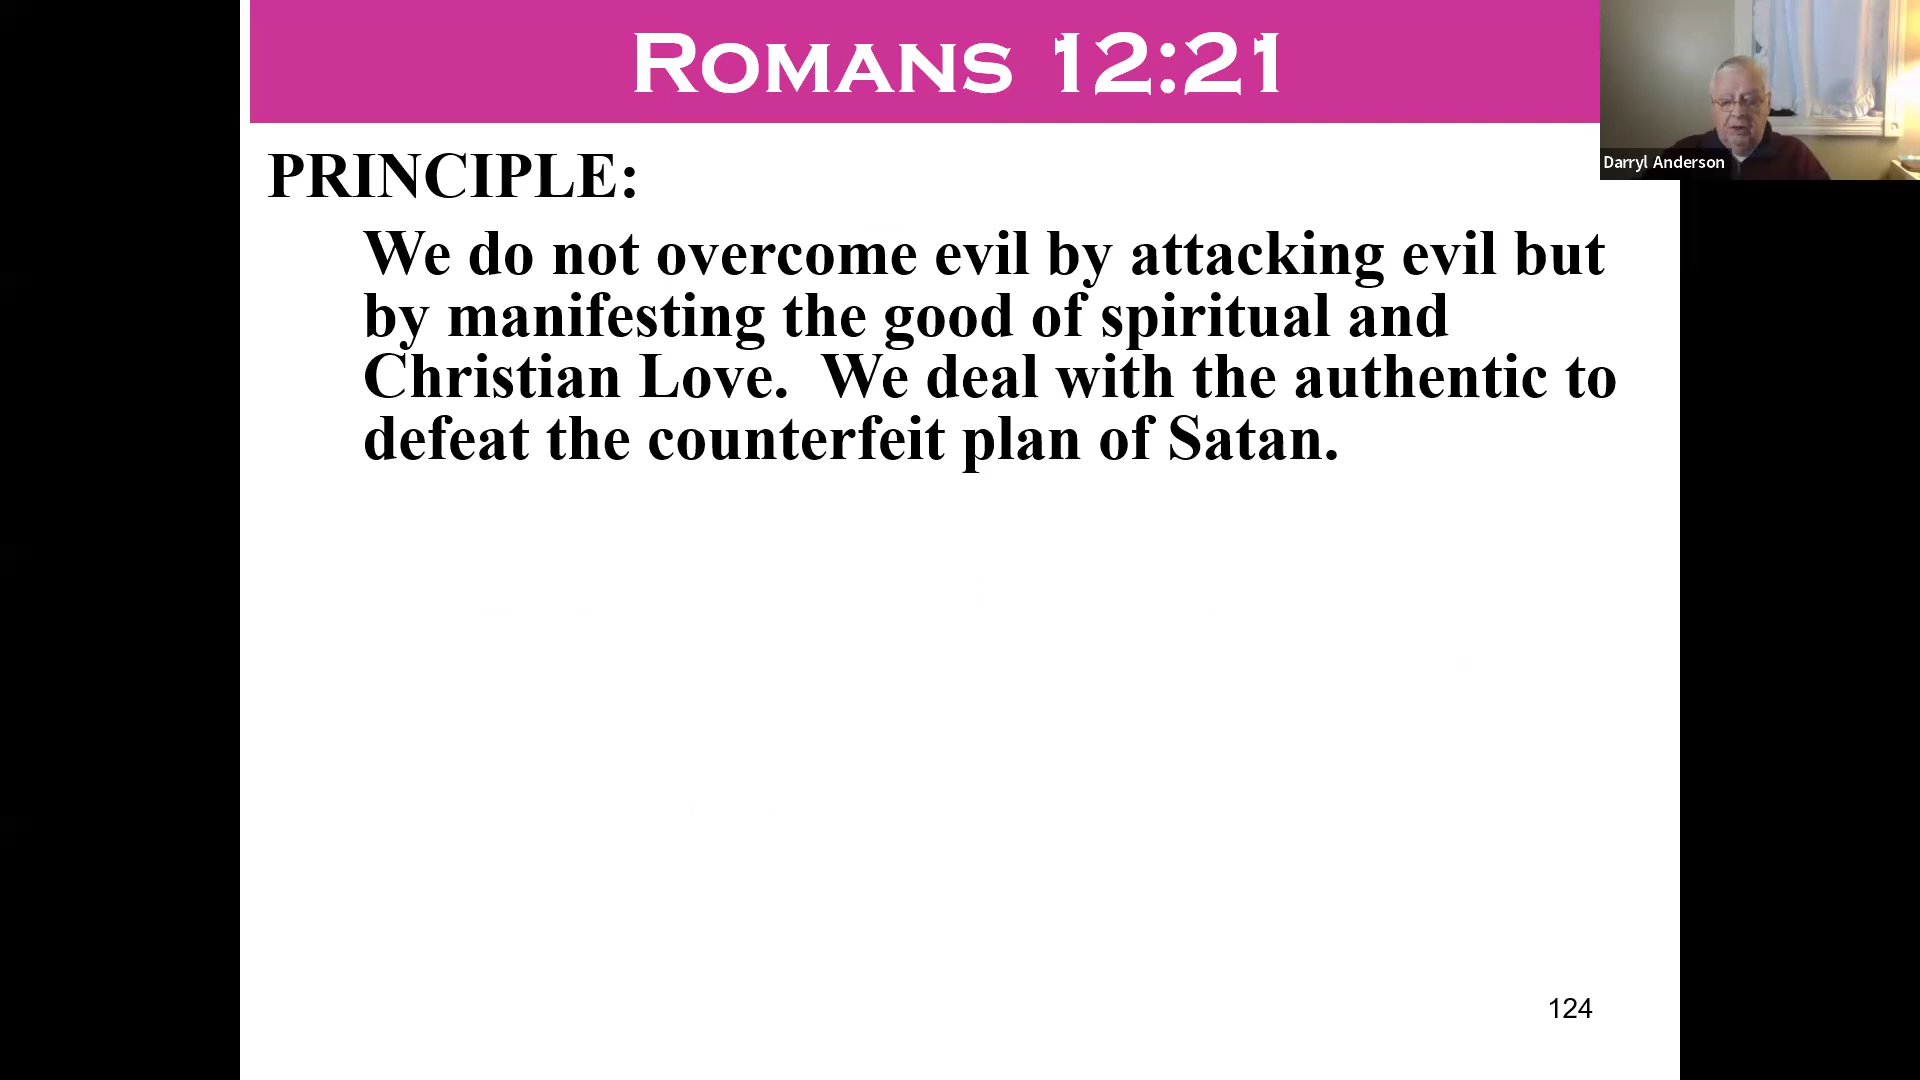 ROMANS 12:21
Darryl Anderson
PRINCIPLE:
We do not overcome evil by attacking evil but
by manifesting the good of spiritual and
Christian Love.  We deal with the authentic to
defeat the counterfeit plan of Satan.
124